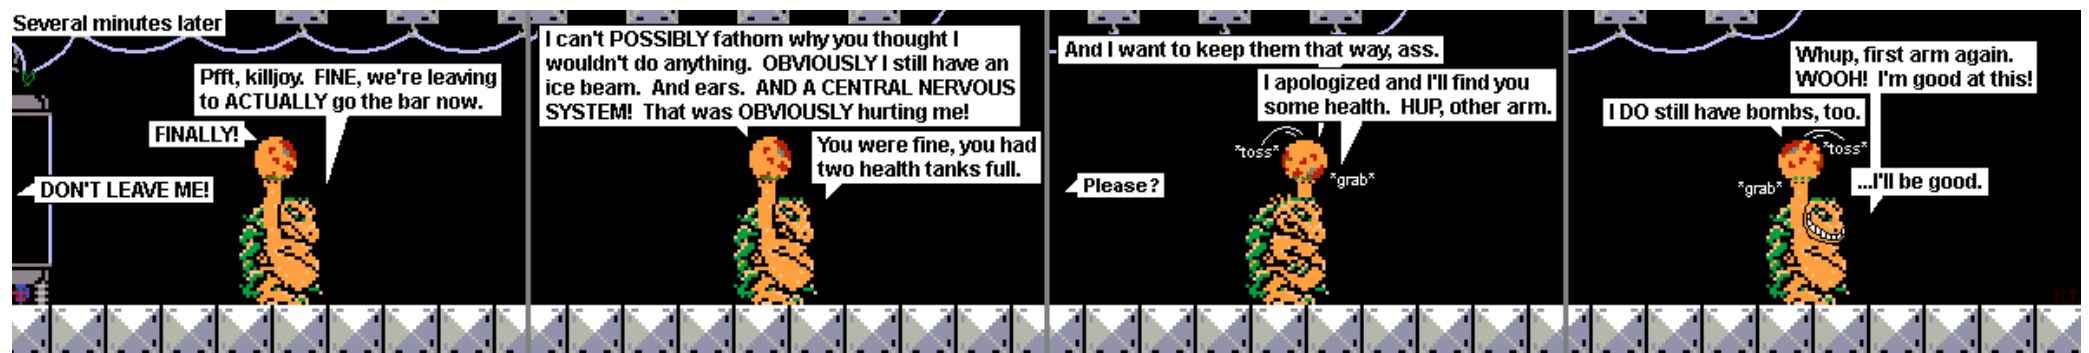 Several minutes later
Pfft, killjoy. FINE, we're leaving
to ACTUALLY go the bar now.
FINALLY!
DON'T LEAVE ME!
I can't POSSIBLY fathom why you thought I
wouldn't do anything. OBVIOUSLY I still have an
ice beam. And ears. AND A CENTRAL NERVOUS
SYSTEM! That was OBVIOUSLY hurting me!
You were fine, you had
two health tanks full.
And I want to keep them that way, ass.
I apologized and I'll find you
some health. HUP, other arm.
*toss*
*grab*
Please?
Whup, first arm again.
WOOH! I'm good at this!
I DO still have bombs, too.
*toss*
*grab*
...I'll be good.